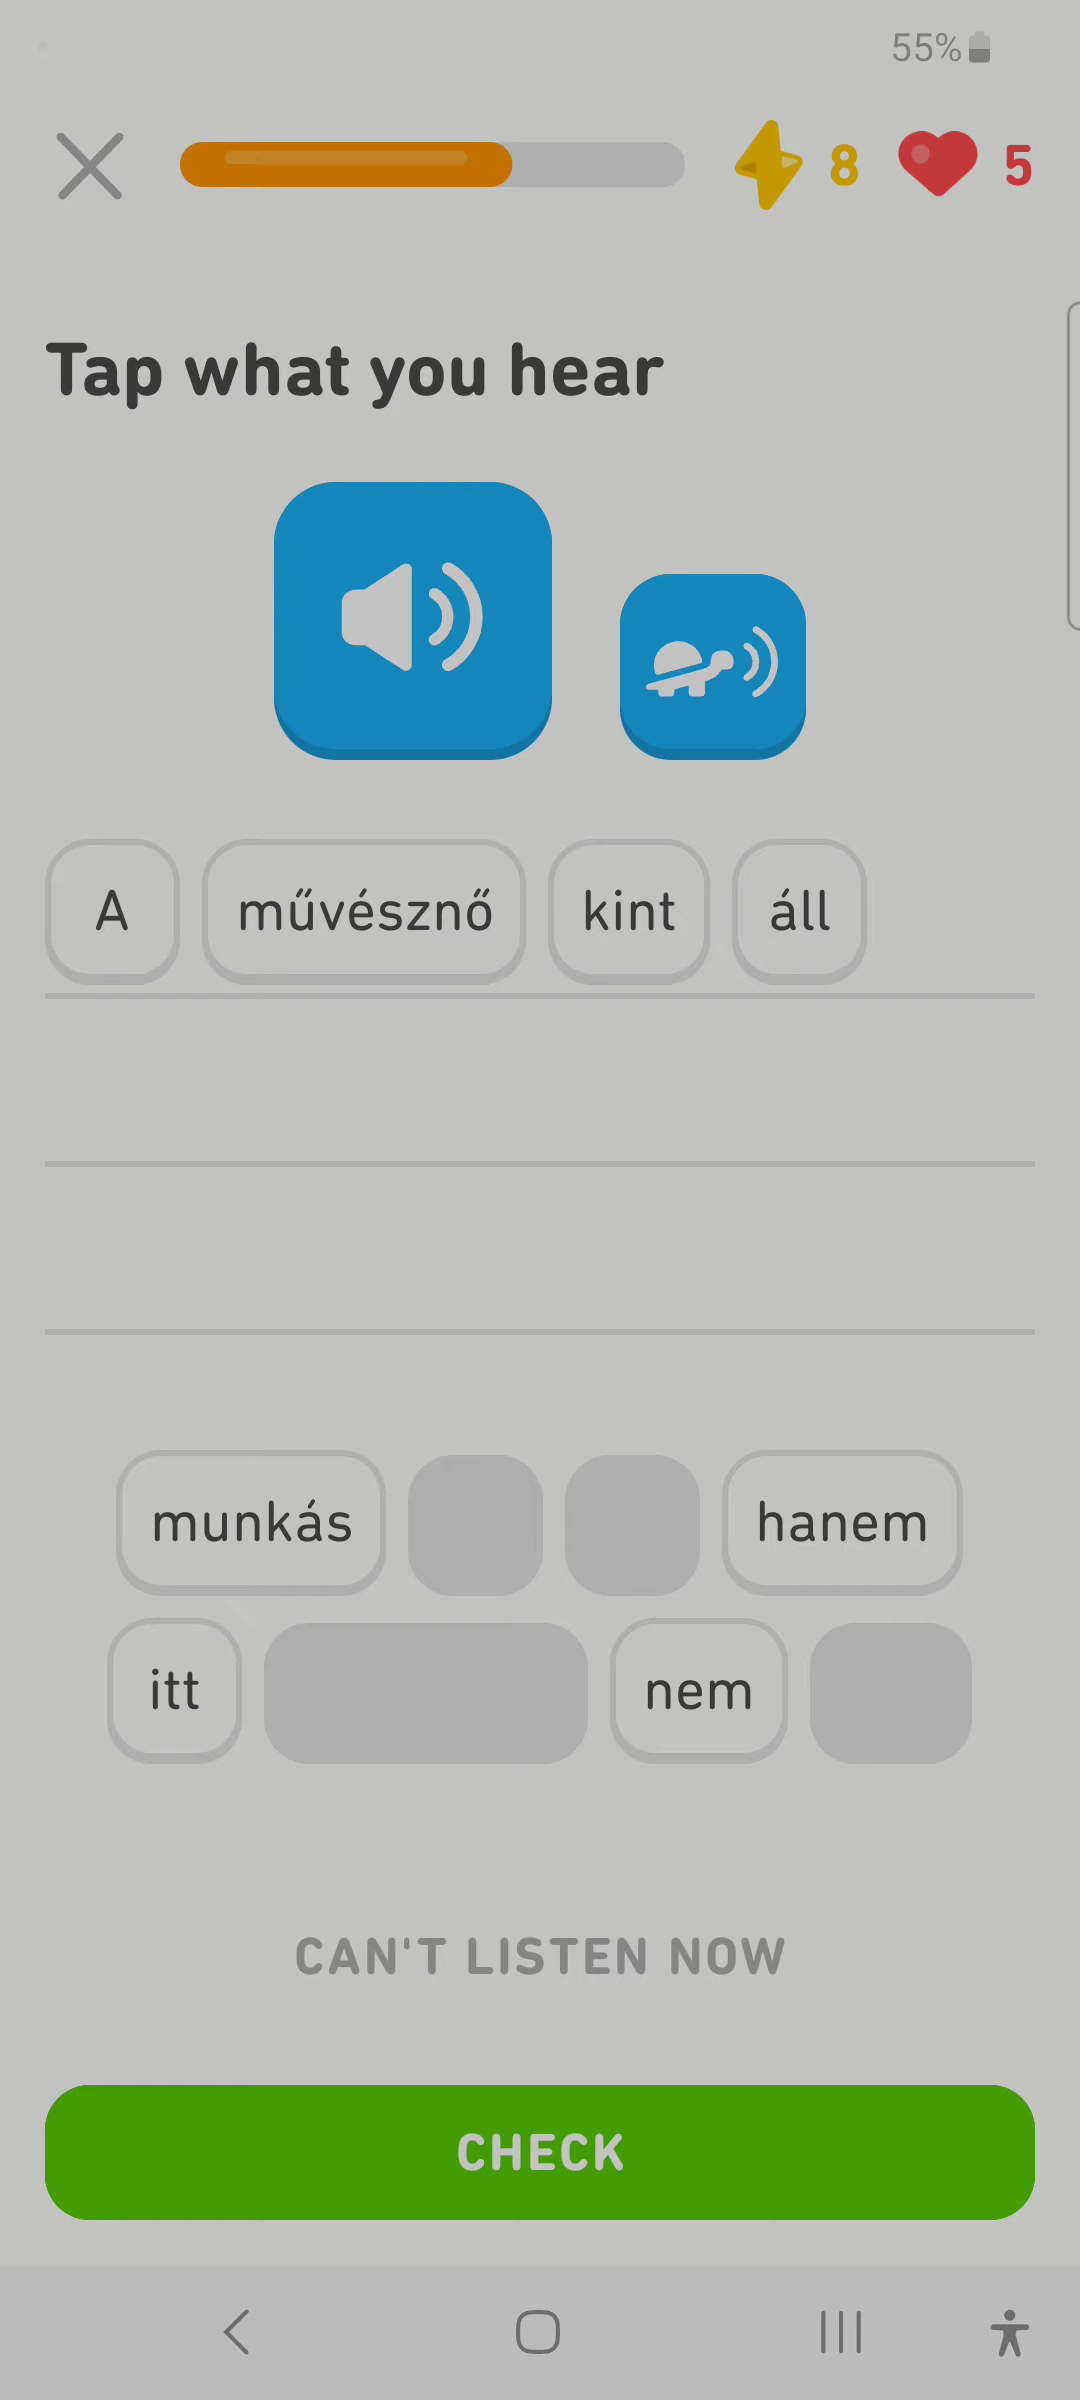 55%
8 5
Tap what you hear
A művésznő kint áll
munkás hanem
itt nem
CAN'T LISTEN NOW
CHECK